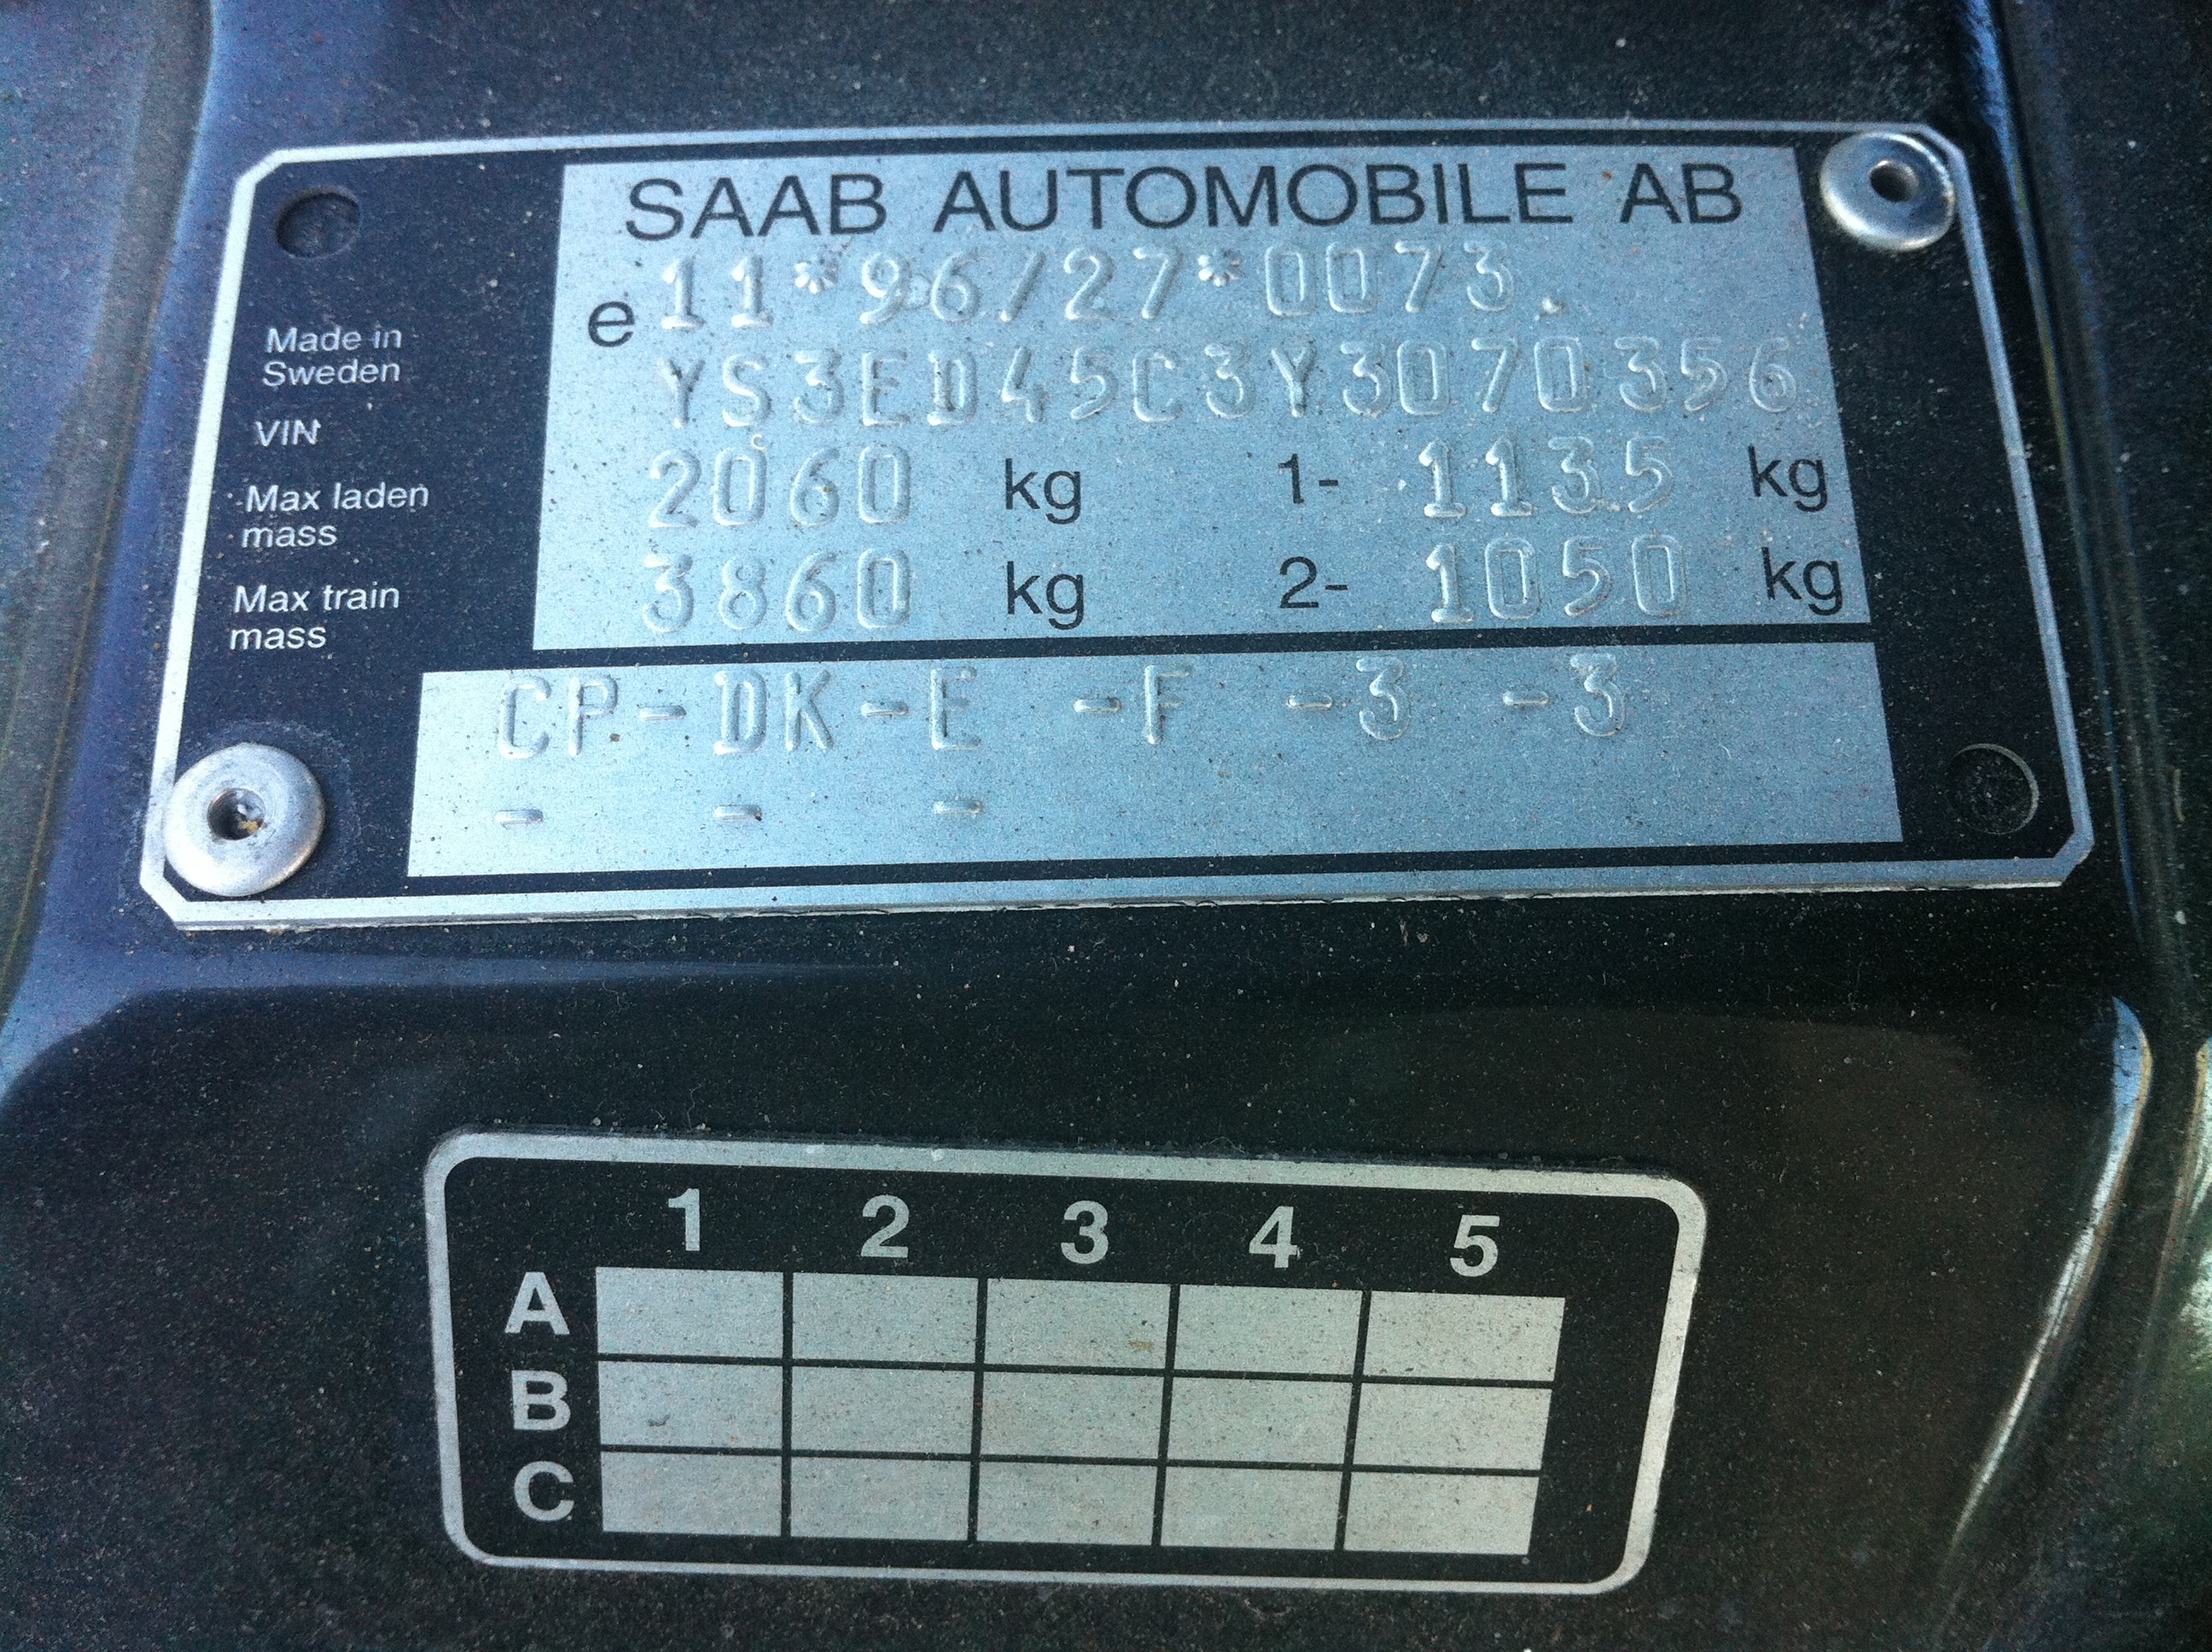 SAAB AUTOMOBILE AB
e 11*96/27*0073.
Made in
Sweden
VIN YS3ED45C3Y3070356
Max laden
mass 2060 kg 1- 1135 kg
Max train
mass 3860 kg 2- 1050 kg
CP-DK-E -F -3 -3
- - -
1 2 3 4 5
A
B
C